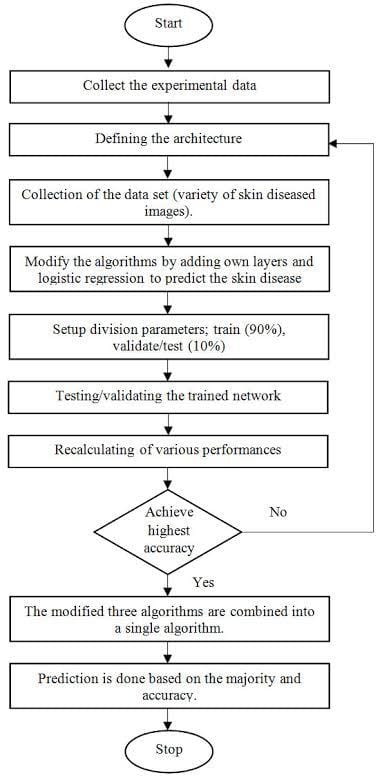 Start
Collect the experimental data
Defining the architecture
Collection of the data set (variety of skin diseased
images).
Modify the algorithms by adding own layers and
logistic regression to predict the skin disease
Setup division parameters; train (90%),
validate/test (10%)
Testing/validating the trained network
Recalculating of various performances
Achieve
highest
accuracy
No
Yes
The modified three algorithms are combined into
a single algorithm.
Prediction is done based on the majority and
accuracy.
Stop